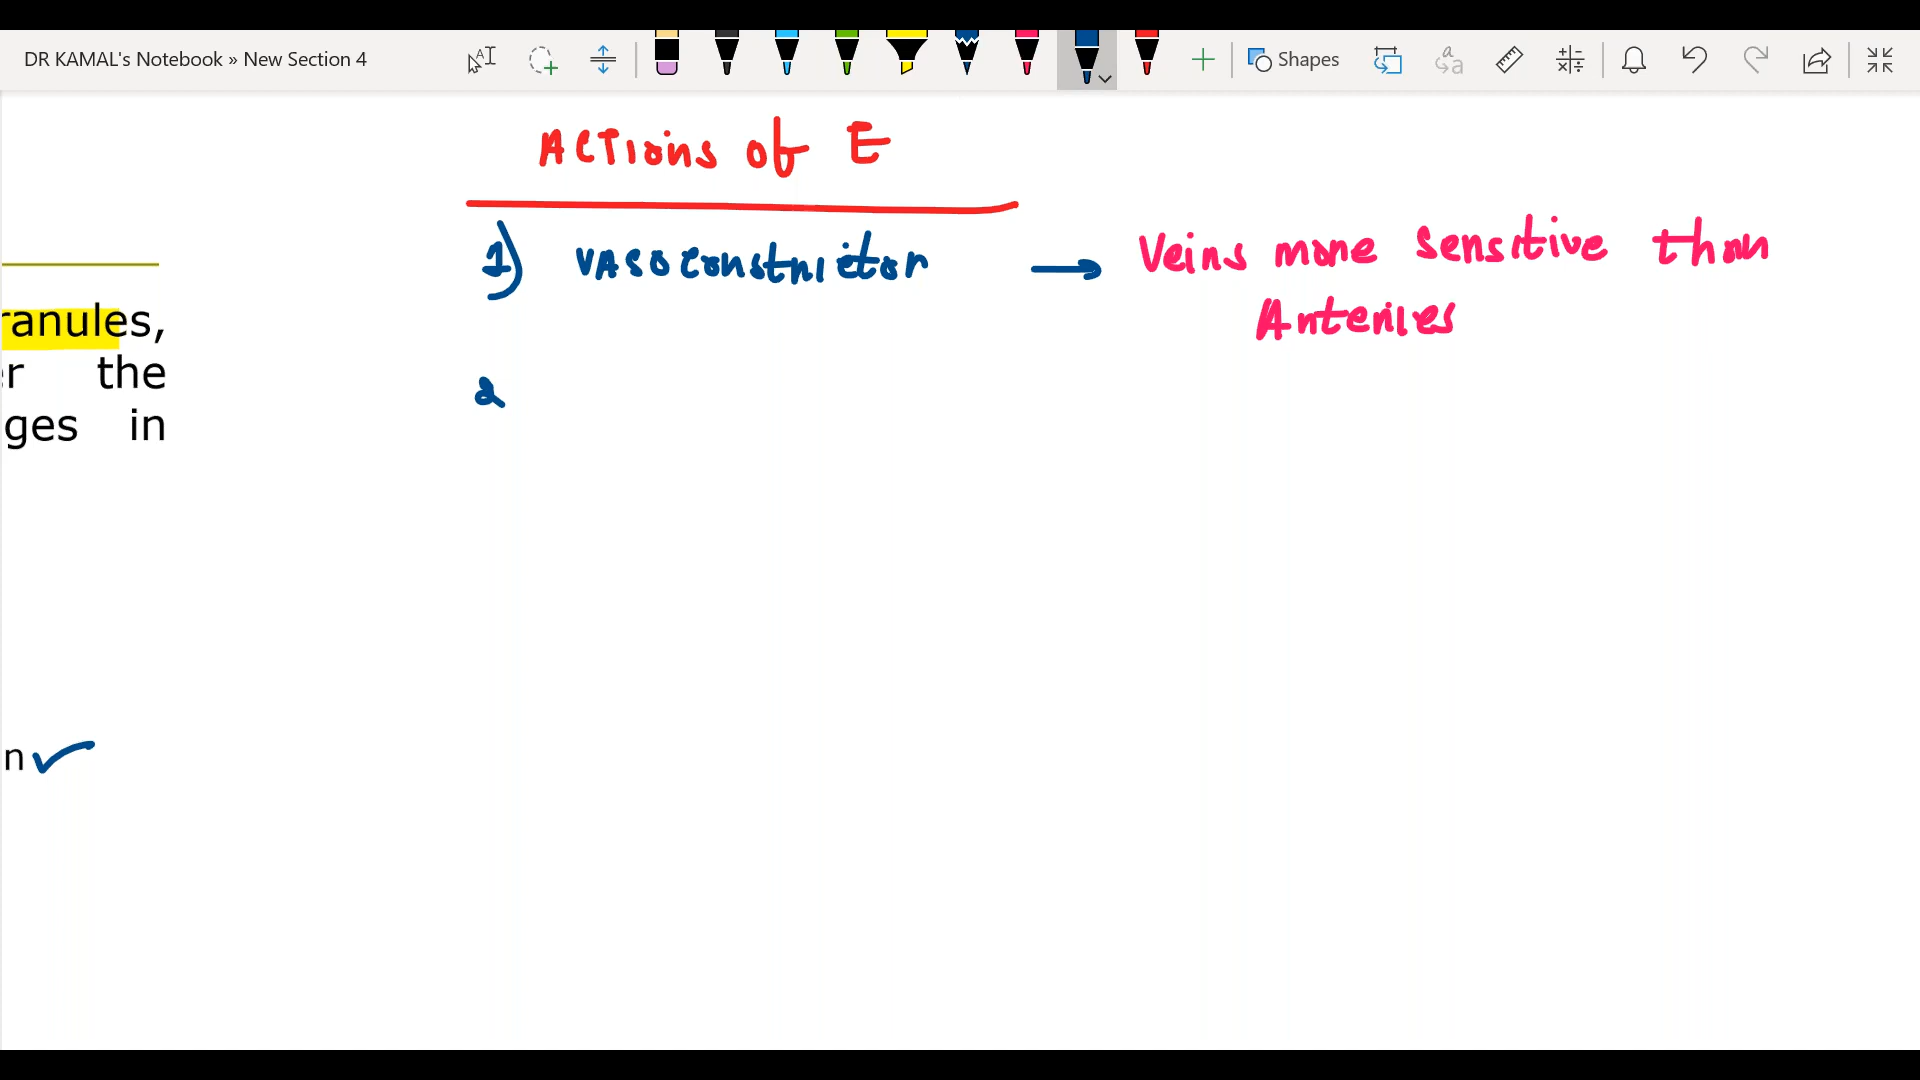 DR KAMAL's Notebook » New Section 4
Shapes
Actions of E
1) Vasoconstrictor → Veins more sensitive than
Arteries
ranules,
er the
2
ges in
n